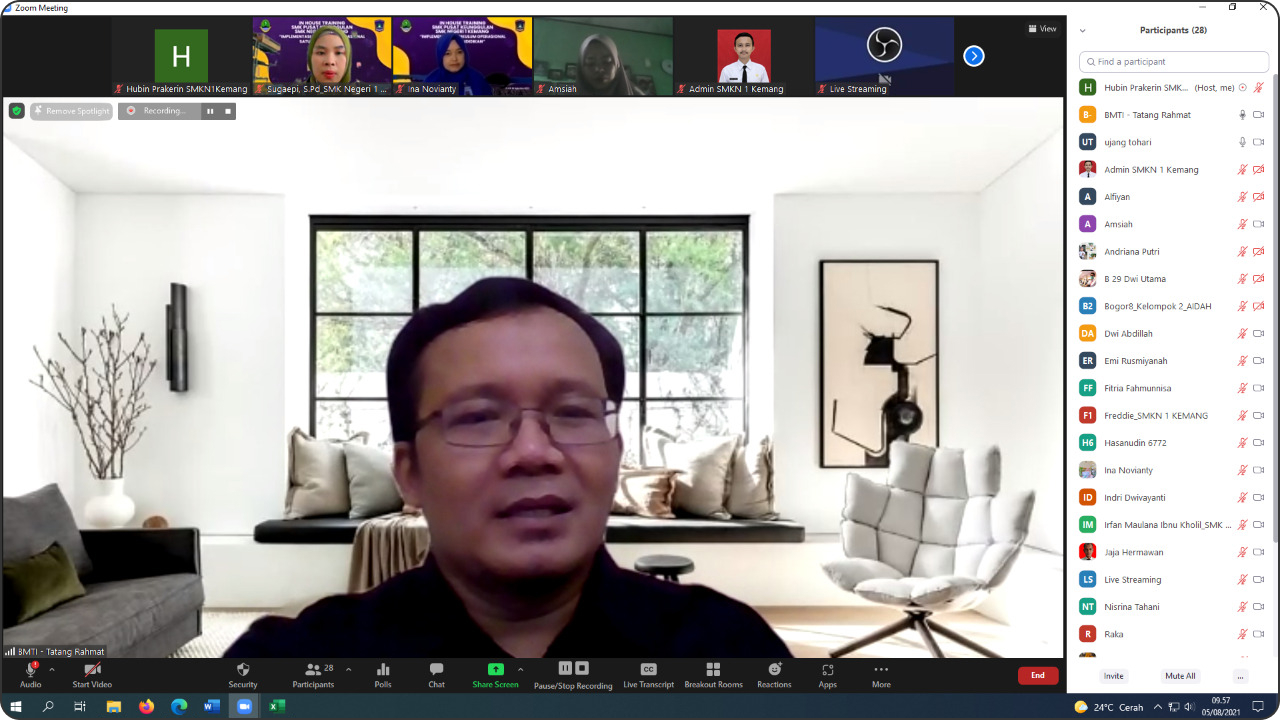 Zoom Meeting
IN HOUSE TRAINING
SMK PUSAT KEUNGGULAN
IN HOUSE TRAINING
SMK PUSAT KEUNGGULAN
H
Hubin Prakerin SMKN1Kemang
Sugaepi, S.Pd_SMK Negeri 1 ...
Ina Novianty
Amsiah
Admin SMKN 1 Kemang
Live Streaming
View
Remove Spotlight
Recording...
BMTI - Tatang Rahmat
Participants (28)
Find a participant
H Hubin Prakerin SMK... (Host, me)
B- BMTI - Tatang Rahmat
UT ujang tohari
Admin SMKN 1 Kemang
A Alfiyan
A Amsiah
Andriana Putri
B 29 Dwi Utama
B2 Bogor8_Kelompok 2_AIDAH
DA Dwi Abdillah
ER Emi Rusmiyanah
FF Fitria Fahmunnisa
F1 Freddie_SMKN 1 KEMANG
H6 Hasanudin 6772
Ina Novianty
ID Indri Dwivayanti
IM Irfan Maulana Ibnu Kholil_SMK ...
Jaja Hermawan
LS Live Streaming
NT Nisrina Tahani
R Raka
Invite
Mute All
...
Audio
Start Video
Security
Participants
28
Polls
Chat
Share Screen
Pause/Stop Recording
CC
Live Transcript
Breakout Rooms
Reactions
Apps
More
End
24°C Cerah
09.57
05/08/2021